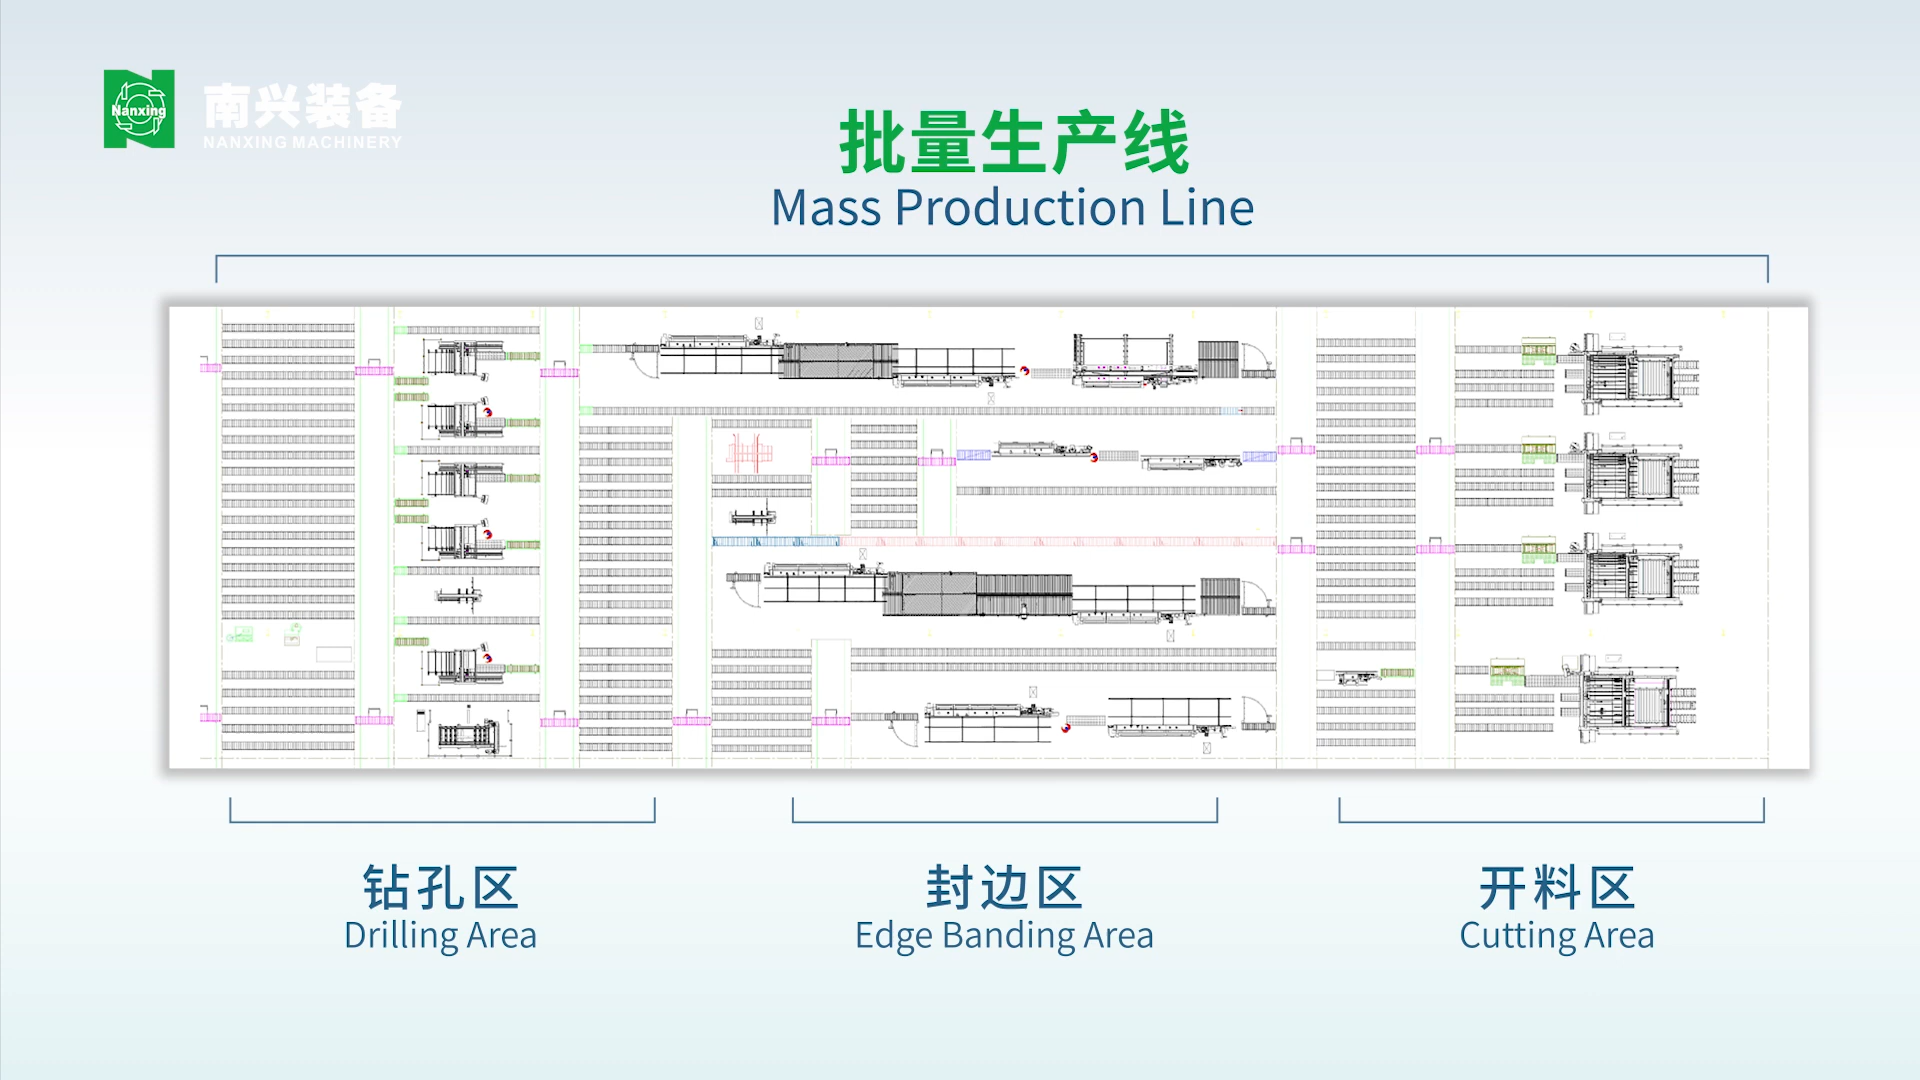 Nanxing
南兴装备
NANXING MACHINERY
批量生产线
Mass Production Line
钻孔区
Drilling Area
封边区
Edge Banding Area
开料区
Cutting Area